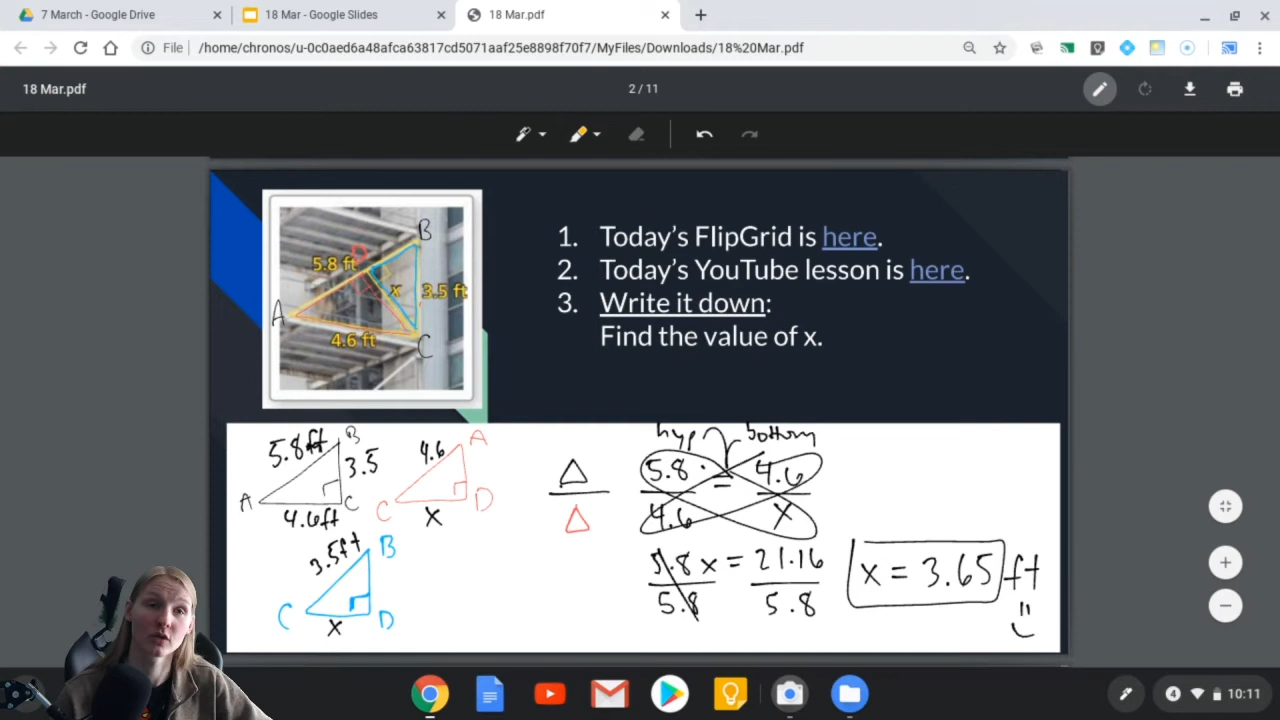 7 March - Google Drive
18 Mar - Google Slides
18 Mar.pdf
File
/home/chronos/u-0c0aed6a48afca63817cd5071aaf25e8898f70f7/MyFiles/Downloads/18%20Mar.pdf
18 Mar.pdf
2 / 11
B
5.8 ft
D
x
3.5 ft
A
4.6 ft
C
1. Today's FlipGrid is here.
2. Today's YouTube lesson is here.
3. Write it down:
Find the value of x.
5.8ft
B
3.5
A
C
4.6ft
4.6
A
C
D
x
3.5ft
B
C
D
x
hyp bottom
5.8 = 4.6
4.6 x
5.8x = 21.16
5.8 5.8
x = 3.65 ft
4
10:11